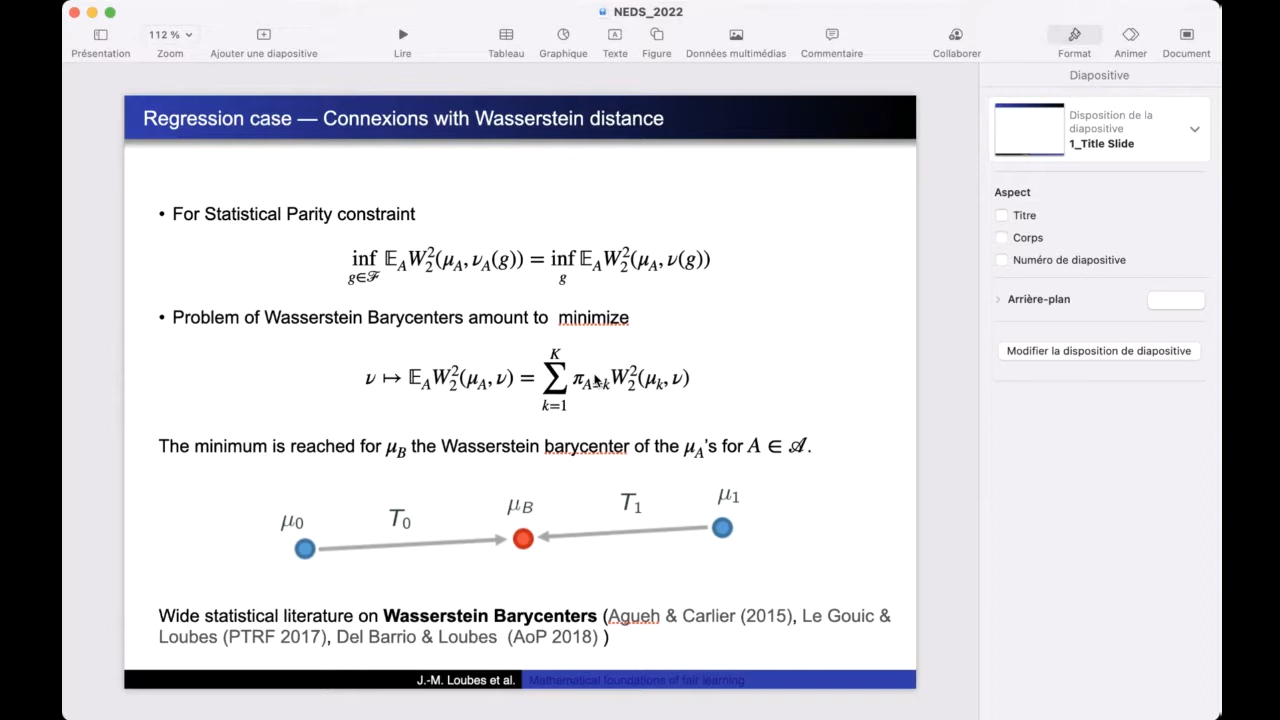 NEDS_2022
112 %
Présentation Zoom Ajouter une diapositive Lire Tableau Graphique Texte Figure Données multimédias Commentaire Collaborer Format Animer Document
Diapositive
Regression case — Connexions with Wasserstein distance
Disposition de la
diapositive
1_Title Slide
Aspect
Titre
Corps
Numéro de diapositive
Arrière-plan
Modifier la disposition de diapositive
• For Statistical Parity constraint
inf 𝔼_A W_2^2(μ_A, ν_A(g)) = inf 𝔼_A W_2^2(μ_A, ν(g))
g∈ℱ g
• Problem of Wasserstein Barycenters amount to minimize
K
ν ↦ 𝔼_A W_2^2(μ_A, ν) = ∑ π_{A=k} W_2^2(μ_k, ν)
k=1
The minimum is reached for μ_B the Wasserstein barycenter of the μ_A's for A ∈ 𝒜.
μ_0 T_0 μ_B T_1 μ_1
Wide statistical literature on Wasserstein Barycenters (Agueh & Carlier (2015), Le Gouic &
Loubes (PTRF 2017), Del Barrio & Loubes (AoP 2018) )
J.-M. Loubes et al. Mathematical foundations of fair learning